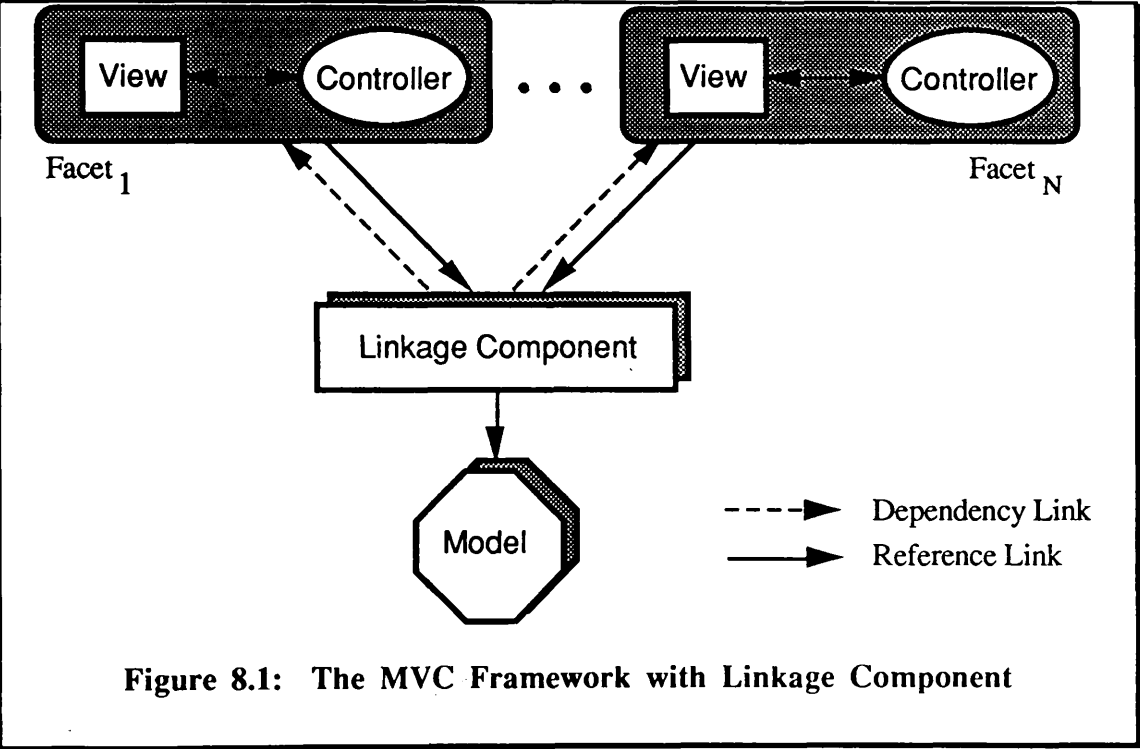 View Controller • • • View Controller
Facet 1 Facet N
Linkage Component
Model
Dependency Link
Reference Link
Figure 8.1: The MVC Framework with Linkage Component